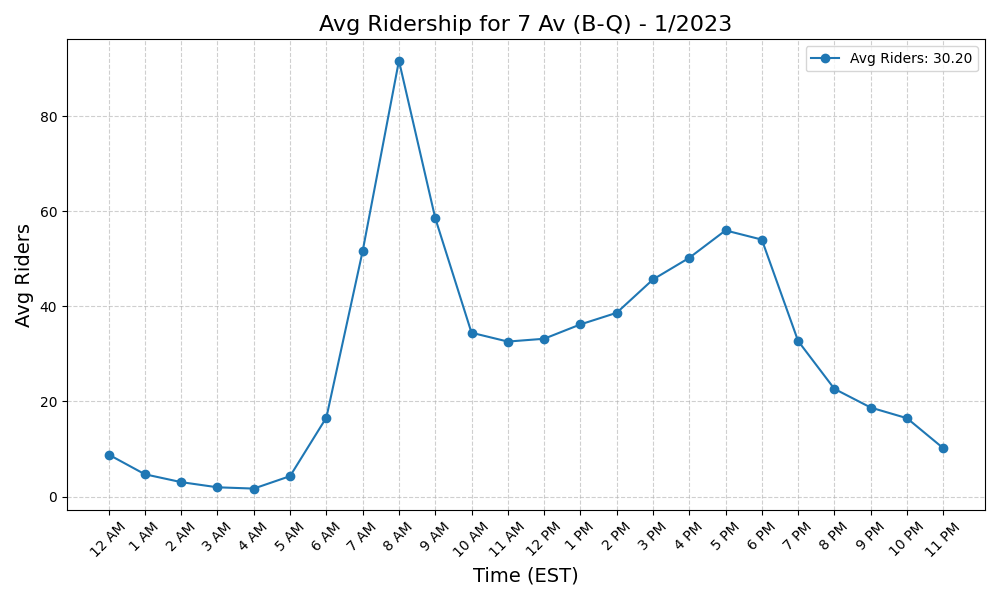 Avg Ridership for 7 Av (B-Q) - 1/2023
Avg Riders: 30.20
Avg Riders
80
60
40
20
0
12 AM 1 AM 2 AM 3 AM 4 AM 5 AM 6 AM 7 AM 8 AM 9 AM 10 AM 11 AM 12 PM 1 PM 2 PM 3 PM 4 PM 5 PM 6 PM 7 PM 8 PM 9 PM 10 PM 11 PM
Time (EST)